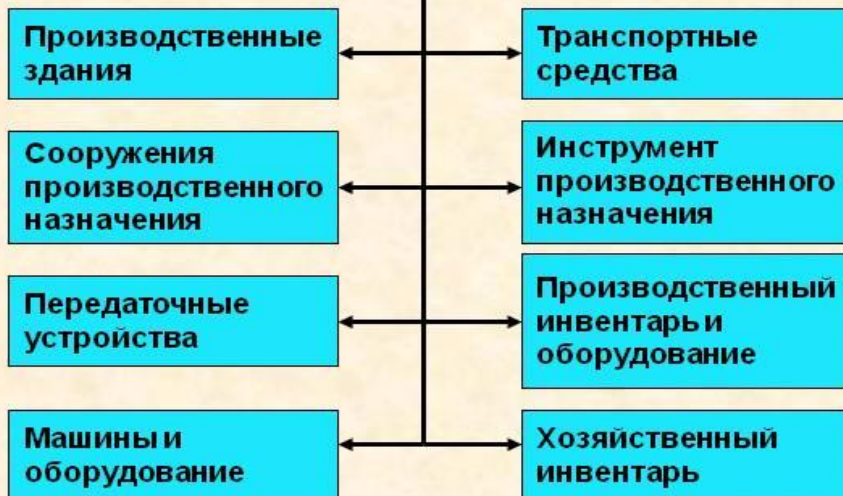 Производственные
здания
Сооружения
производственного
назначения
Передаточные
устройства
Машины и
оборудование
Транспортные
средства
Инструмент
производственного
назначения
Производственный
инвентарь и
оборудование
Хозяйственный
инвентарь